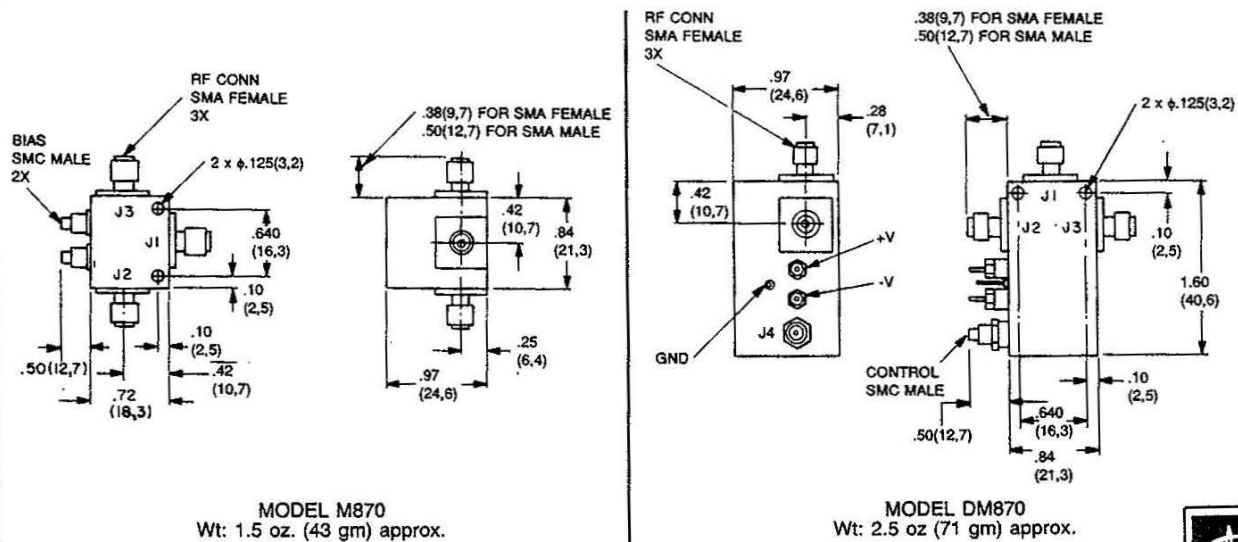 RF CONN
SMA FEMALE
3X
BIAS
SMC MALE
2X
2 x ϕ.125(3,2)
J3
J1
J2
.640
(16,3)
.10
(2,5)
.10
(2,5)
.50(12,7)
.42
(10,7)
.72
(18,3)
.38(9,7) FOR SMA FEMALE
.50(12,7) FOR SMA MALE
.42
(10,7)
.84
(21,3)
.25
(6,4)
.97
(24,6)
MODEL M870
Wt: 1.5 oz. (43 gm) approx.
RF CONN
SMA FEMALE
3X
.97
(24,6)
.28
(7,1)
.42
(10,7)
+V
-V
J4
GND
.38(9,7) FOR SMA FEMALE
.50(12,7) FOR SMA MALE
2 x ϕ.125(3,2)
J1
J2 J3
.10
(2,5)
1.60
(40,6)
CONTROL
SMC MALE
.10
(2,5)
.50(12,7)
.640
(16,3)
.84
(21,3)
MODEL DM870
Wt: 2.5 oz (71 gm) approx.